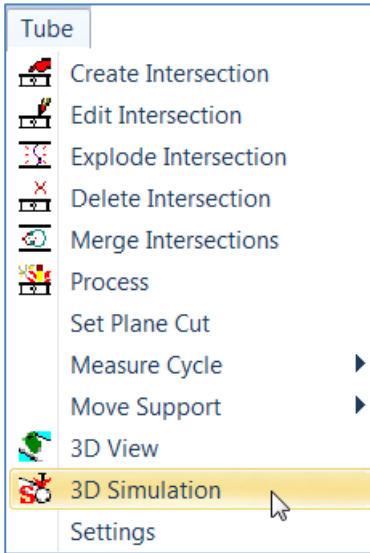 Tube
Create Intersection
Edit Intersection
Explode Intersection
Delete Intersection
Merge Intersections
Process
Set Plane Cut
Measure Cycle
Move Support
3D View
3D Simulation
Settings